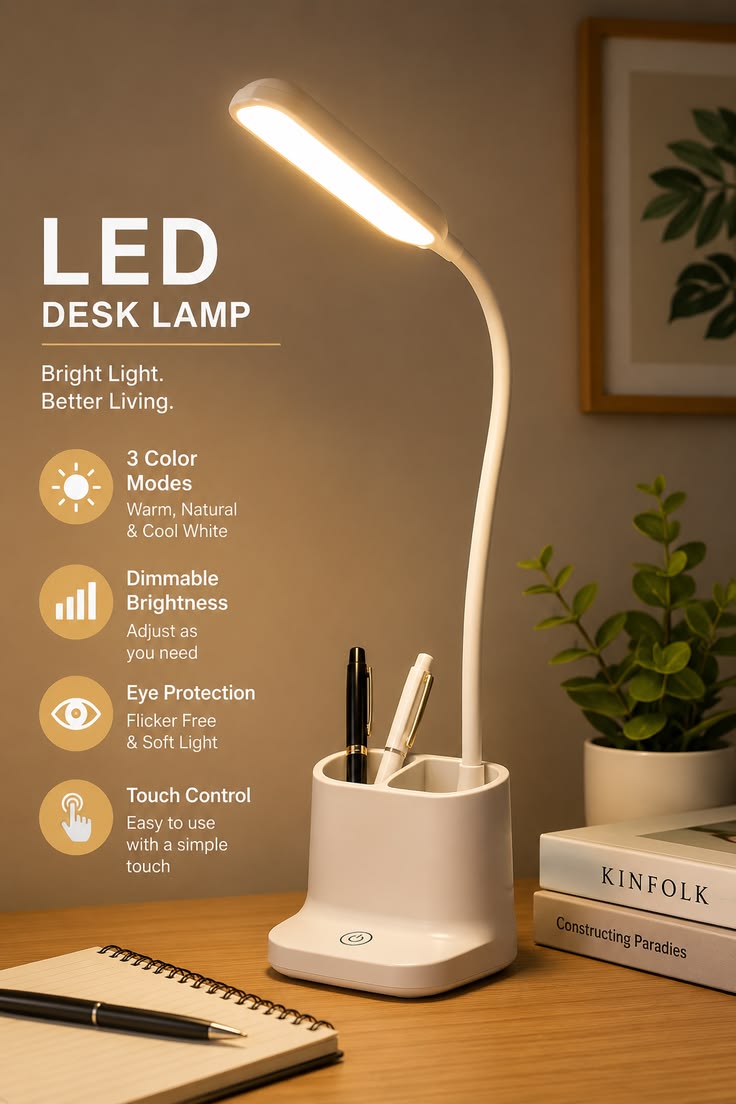 LED
DESK LAMP
Bright Light.
Better Living.
3 Color
Modes
Warm, Natural
& Cool White
Dimmable
Brightness
Adjust as
you need
Eye Protection
Flicker Free
& Soft Light
Touch Control
Easy to use
with a simple
touch
KINFOLK
Constructing Paradies